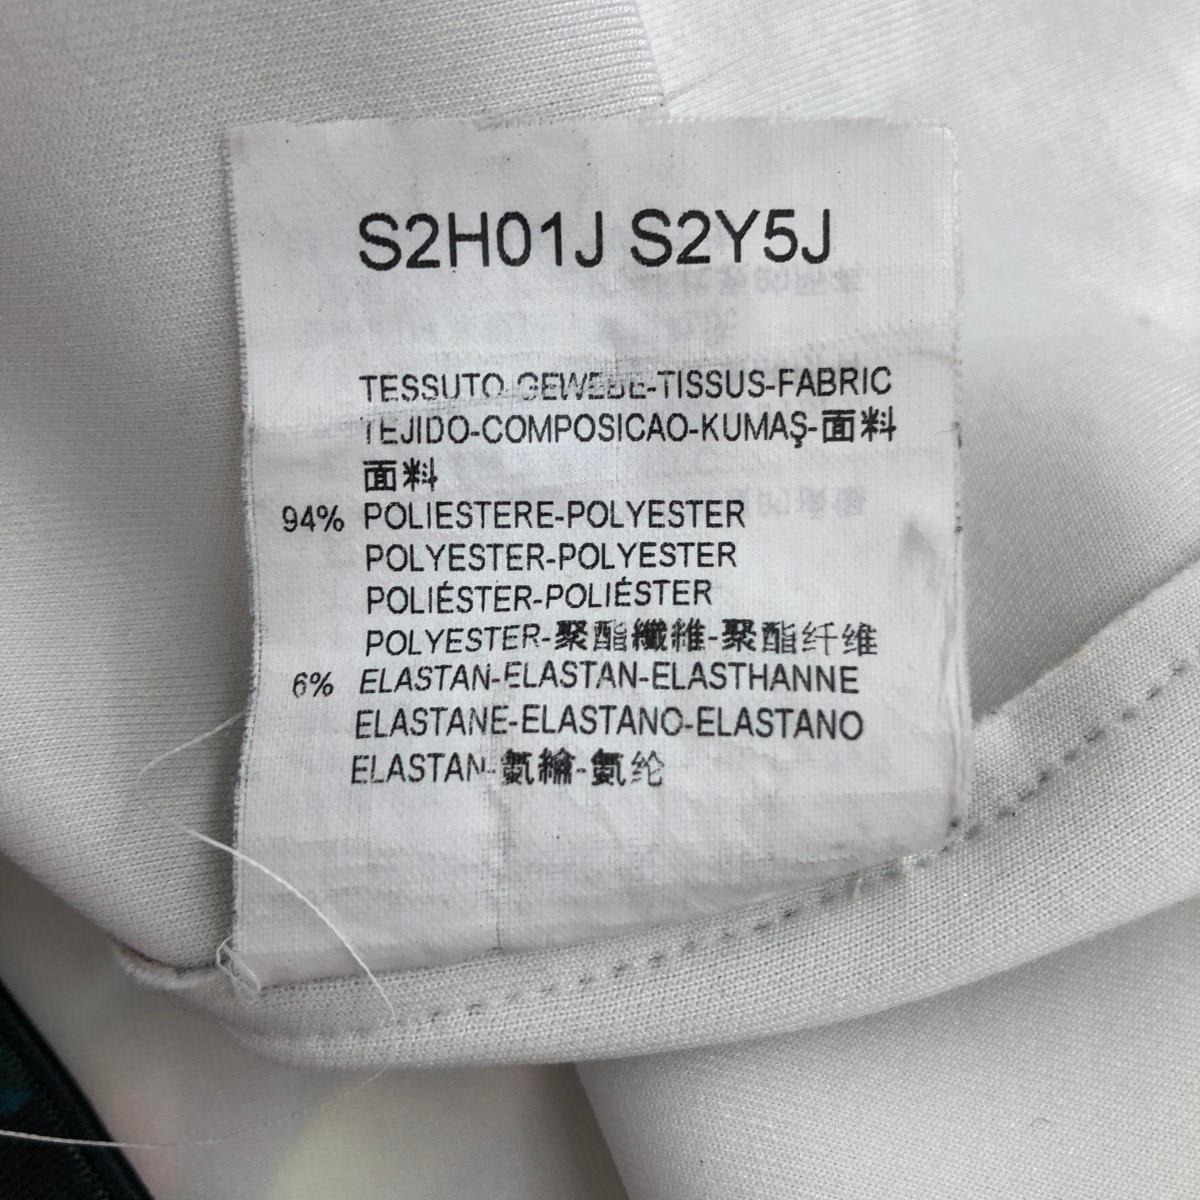 S2H01J S2Y5J
TESSUTO-GEWEBE-TISSUS-FABRIC
TEJIDO-COMPOSICAO-KUMAŞ-面料
面料
94% POLIESTERE-POLYESTER
POLYESTER-POLYESTER
POLIÉSTER-POLIÉSTER
POLYESTER-聚酯纖維-聚酯纤维
6% ELASTAN-ELASTAN-ELASTHANNE
ELASTANE-ELASTANO-ELASTANO
ELASTAN-氨綸-氨纶